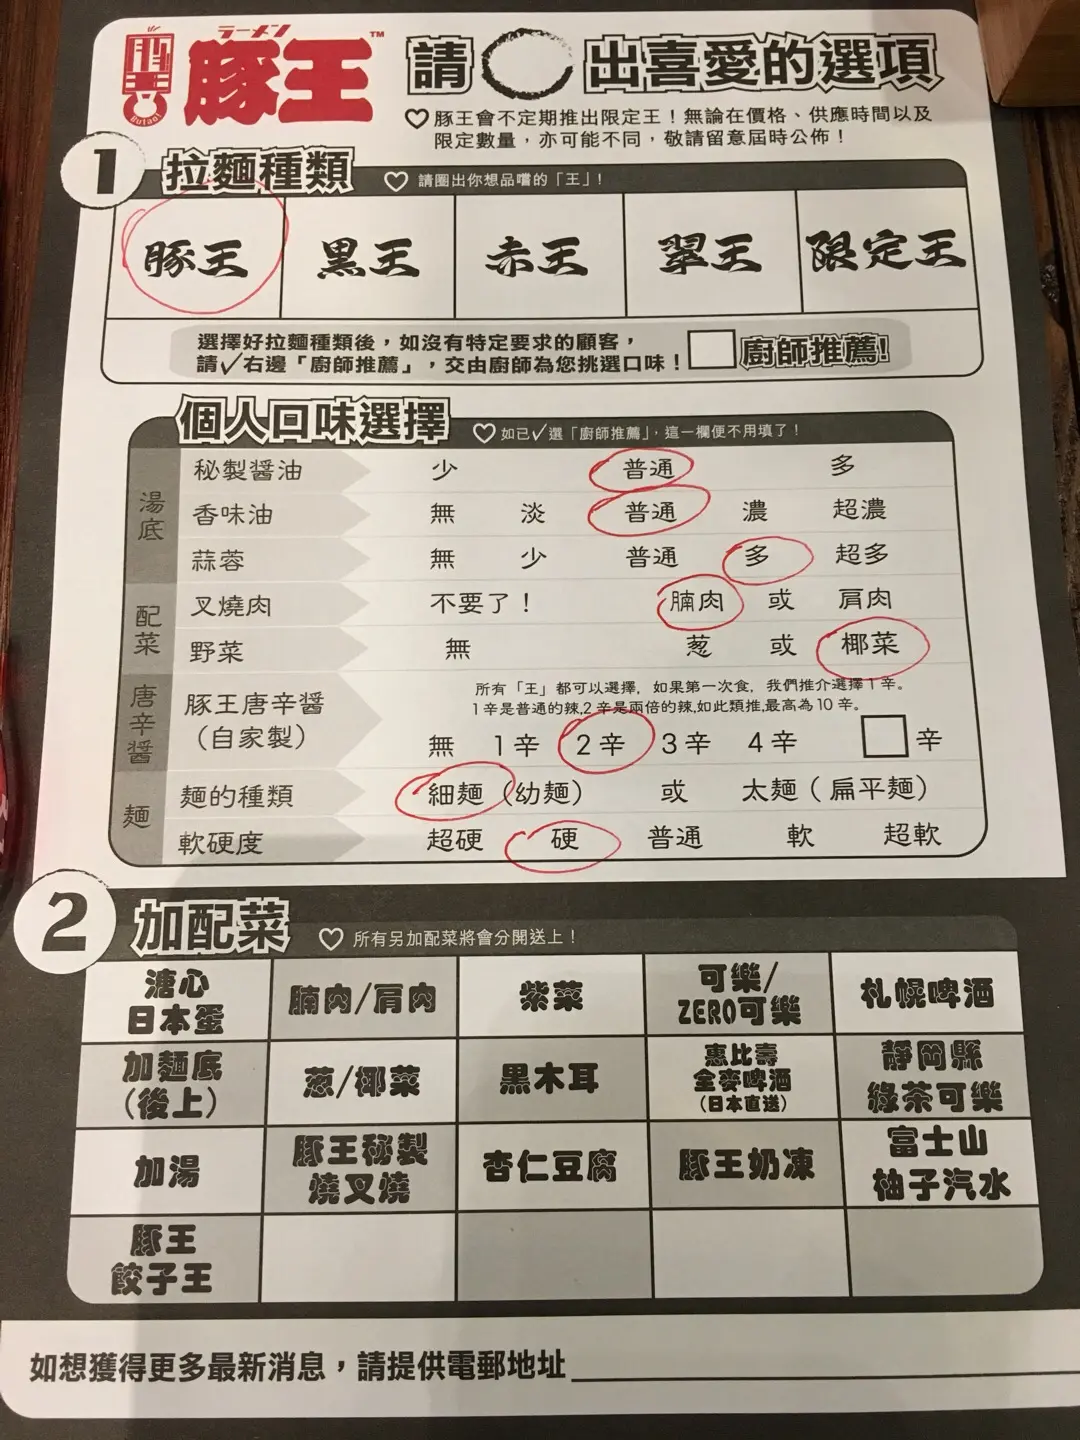 ラーメン
豚王™
Butao!
請 出喜愛的選項
♡豚王會不定期推出限定王！無論在價格、供應時間以及
限定數量，亦可能不同，敬請留意屆時公佈！
1 拉麵種類 ♡ 請圈出你想品嚐的「王」！
豚王 黑王 赤王 翠王 限定王
選擇好拉麵種類後，如沒有特定要求的顧客，
請✓右邊「廚師推薦」，交由廚師為您挑選口味！ 廚師推薦!
個人口味選擇 ♡如已✓選「廚師推薦」，這一欄便不用填了！
湯底
秘製醬油 少 普通 多
香味油 無 淡 普通 濃 超濃
蒜蓉 無 少 普通 多 超多
配菜
叉燒肉 不要了！ 腩肉 或 肩肉
野菜 無 葱 或 椰菜
唐辛醬
豚王唐辛醬
（自家製）
所有「王」都可以選擇，如果第一次食，我們推介選擇1辛。
1辛是普通的辣,2辛是兩倍的辣,如此類推,最高為10辛。
無 1辛 2辛 3辛 4辛 □辛
麵
麵的種類 細麵（幼麵） 或 太麵（扁平麵）
軟硬度 超硬 硬 普通 軟 超軟
2 加配菜 ♡ 所有另加配菜將會分開送上！
溏心
日本蛋
腩肉/肩肉
紫菜
可樂/
ZERO可樂
札幌啤酒
加麵底
（後上）
葱/椰菜
黑木耳
惠比壽
全麥啤酒
（日本直送）
靜岡縣
綠茶可樂
加湯
豚王秘製
燒叉燒
杏仁豆腐
豚王奶凍
富士山
柚子汽水
豚王
餃子王
如想獲得更多最新消息，請提供電郵地址